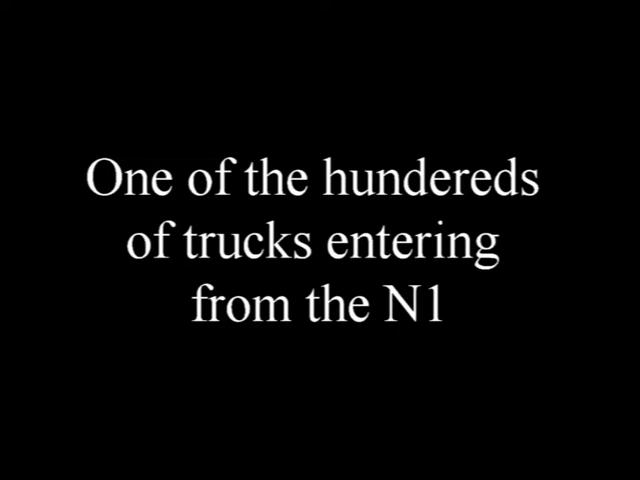 One of the hundereds
of trucks entering
from the N1